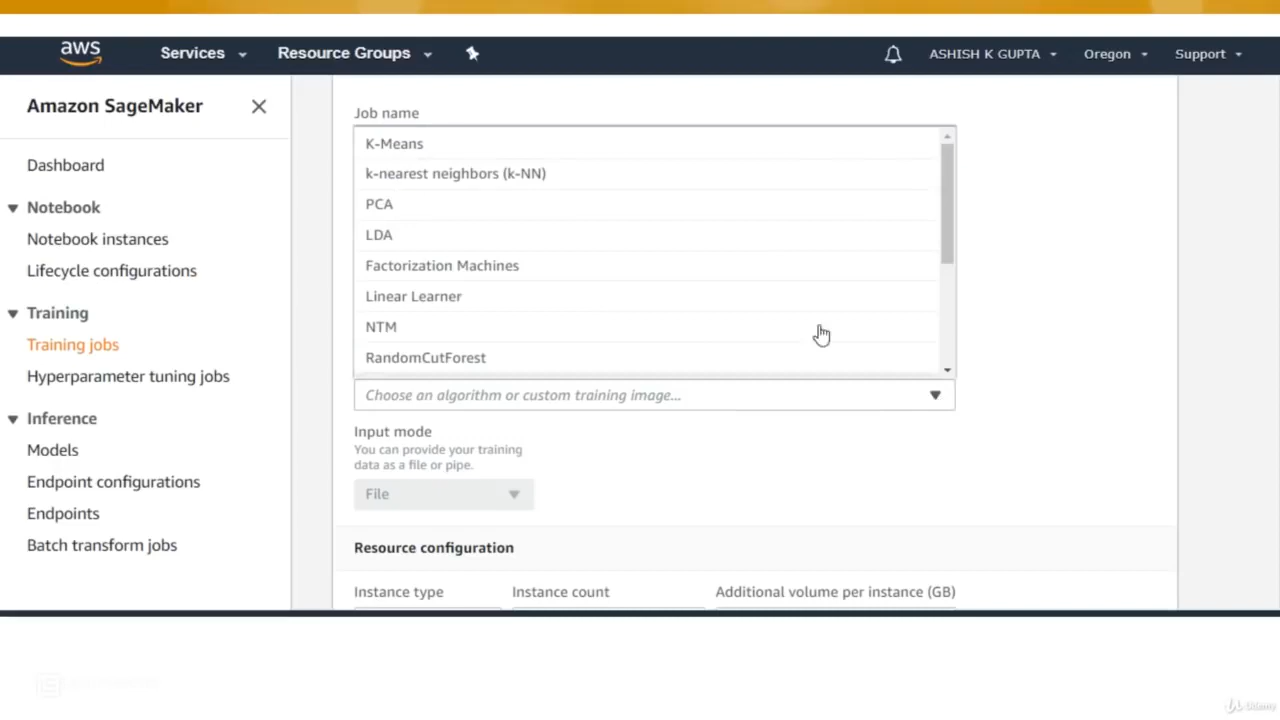 aws
Services
Resource Groups
ASHISH K GUPTA
Oregon
Support
Amazon SageMaker
Dashboard
Notebook
Notebook instances
Lifecycle configurations
Training
Training jobs
Hyperparameter tuning jobs
Inference
Models
Endpoint configurations
Endpoints
Batch transform jobs
Job name
K-Means
k-nearest neighbors (k-NN)
PCA
LDA
Factorization Machines
Linear Learner
NTM
RandomCutForest
Choose an algorithm or custom training image...
Input mode
You can provide your training
data as a file or pipe.
File
Resource configuration
Instance type
Instance count
Additional volume per instance (GB)
Udemy